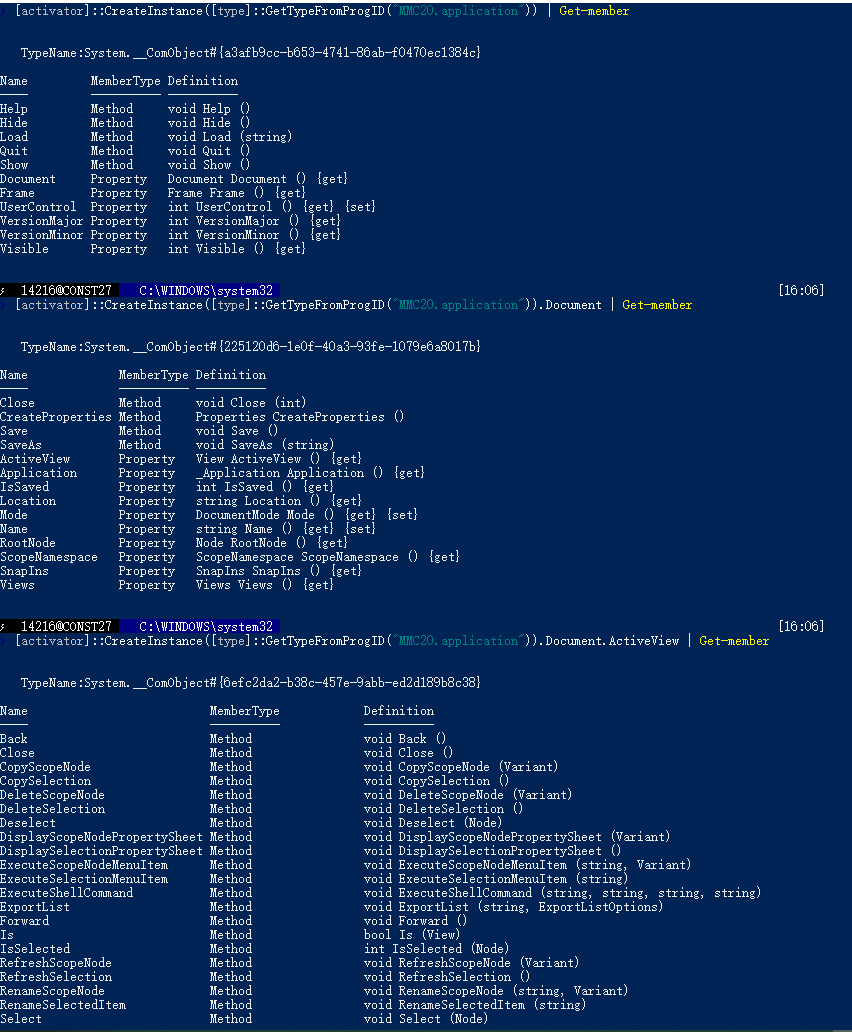 [activator]::CreateInstance([type]::GetTypeFromProgID("MMC20.application")) | Get-member
TypeName:System.__ComObject#{a3afb9cc-b653-4741-86ab-f0470ec1384c}
Name MemberType Definition
Help Method void Help ()
Hide Method void Hide ()
Load Method void Load (string)
Quit Method void Quit ()
Show Method void Show ()
Document Property Document Document () {get}
Frame Property Frame Frame () {get}
UserControl Property int UserControl () {get} {set}
VersionMajor Property int VersionMajor () {get}
VersionMinor Property int VersionMinor () {get}
Visible Property int Visible () {get}
14216@CONST27 C:\WINDOWS\system32 [16:06]
[activator]::CreateInstance([type]::GetTypeFromProgID("MMC20.application")).Document | Get-member
TypeName:System.__ComObject#{225120d6-1e0f-40a3-93fe-1079e6a8017b}
Name MemberType Definition
Close Method void Close (int)
CreateProperties Method Properties CreateProperties ()
Save Method void Save ()
SaveAs Method void SaveAs (string)
ActiveView Property View ActiveView () {get}
Application Property _Application Application () {get}
IsSaved Property int IsSaved () {get}
Location Property string Location () {get}
Mode Property DocumentMode Mode () {get} {set}
Name Property string Name () {get} {set}
RootNode Property Node RootNode () {get}
ScopeNamespace Property ScopeNamespace ScopeNamespace () {get}
SnapIns Property SnapIns SnapIns () {get}
Views Property Views Views () {get}
14216@CONST27 C:\WINDOWS\system32 [16:06]
[activator]::CreateInstance([type]::GetTypeFromProgID("MMC20.application")).Document.ActiveView | Get-member
TypeName:System.__ComObject#{6efc2da2-b38c-457e-9abb-ed2d189b8c38}
Name MemberType Definition
Back Method void Back ()
Close Method void Close ()
CopyScopeNode Method void CopyScopeNode (Variant)
CopySelection Method void CopySelection ()
DeleteScopeNode Method void DeleteScopeNode (Variant)
DeleteSelection Method void DeleteSelection ()
Deselect Method void Deselect (Node)
DisplayScopeNodePropertySheet Method void DisplayScopeNodePropertySheet (Variant)
DisplaySelectionPropertySheet Method void DisplaySelectionPropertySheet ()
ExecuteScopeNodeMenuItem Method void ExecuteScopeNodeMenuItem (string, Variant)
ExecuteSelectionMenuItem Method void ExecuteSelectionMenuItem (string)
ExecuteShellCommand Method void ExecuteShellCommand (string, string, string, string)
ExportList Method void ExportList (string, ExportListOptions)
Forward Method void Forward ()
Is Method bool Is (View)
IsSelected Method int IsSelected (Node)
RefreshScopeNode Method void RefreshScopeNode (Variant)
RefreshSelection Method void RefreshSelection ()
RenameScopeNode Method void RenameScopeNode (string, Variant)
RenameSelectedItem Method void RenameSelectedItem (string)
Select Method void Select (Node)